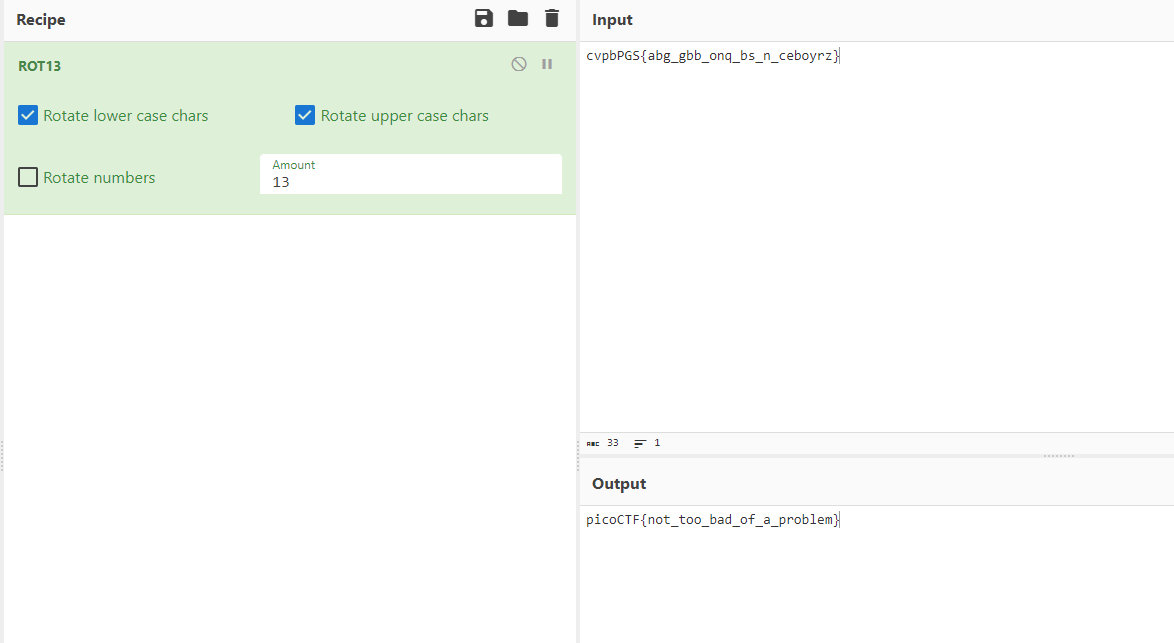 Recipe
ROT13
Rotate lower case chars
Rotate upper case chars
Rotate numbers
Amount
13
Input
cvpbPGS{abg_gbb_onq_bs_n_ceboyrz}
ABC 33 1
Output
picoCTF{not_too_bad_of_a_problem}